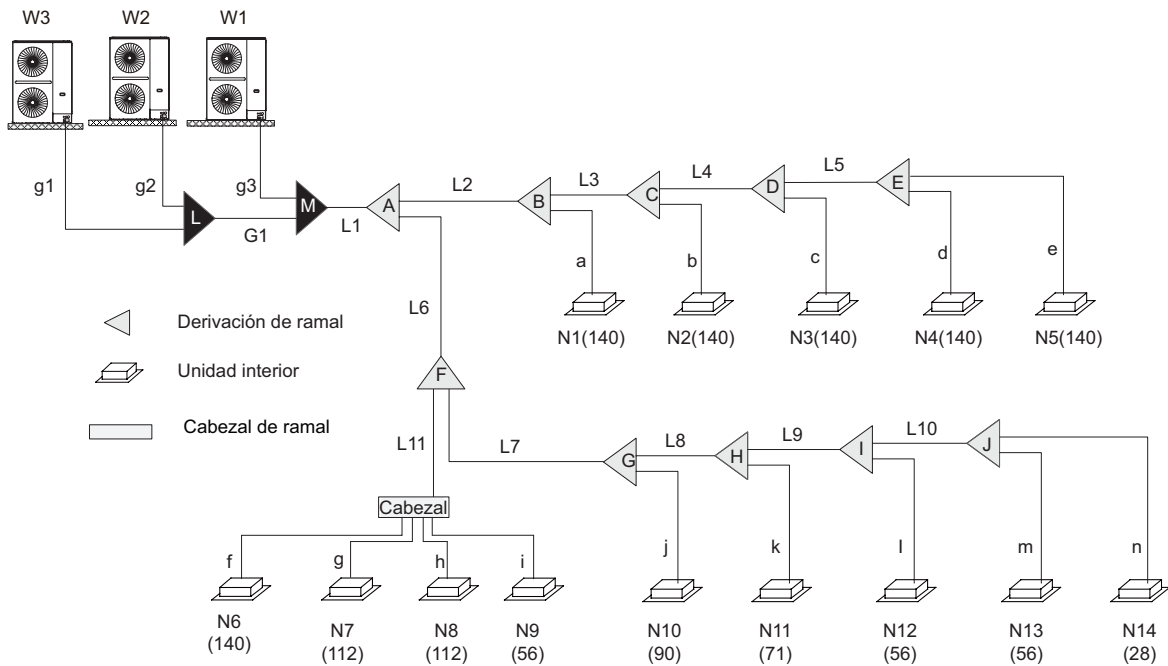 W3 W2 W1
g1 g2 g3
L M
G1 L1
A L2 B L3 C L4 D L5 E
a b c d e
N1(140) N2(140) N3(140) N4(140) N5(140)
L6
Derivación de ramal
Unidad interior
Cabezal de ramal
F
L11 L7 G L8 H L9 I L10 J
Cabezal
f g h i j k l m n
N6 N7 N8 N9 N10 N11 N12 N13 N14
(140) (112) (112) (56) (90) (71) (56) (56) (28)